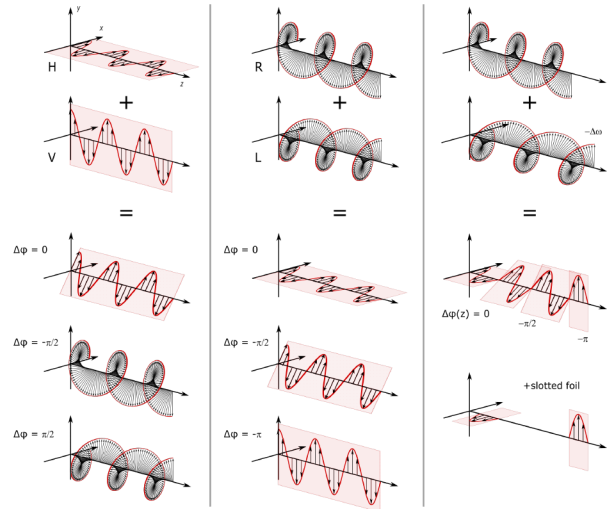 y
x
H
z
+
V
=
Δφ = 0
Δφ = -π/2
Δφ = π/2
R
+
L
=
Δφ = 0
Δφ = -π/2
Δφ = -π
+
−Δω
=
Δφ(z) = 0
−π/2
−π
+slotted foil